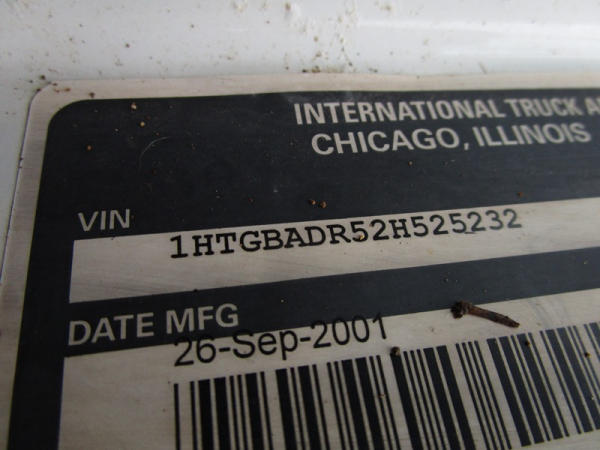 INTERNATIONAL TRUCK A
CHICAGO, ILLINOIS
VIN
1HTGBADR52H525232
DATE MFG
26-Sep-2001